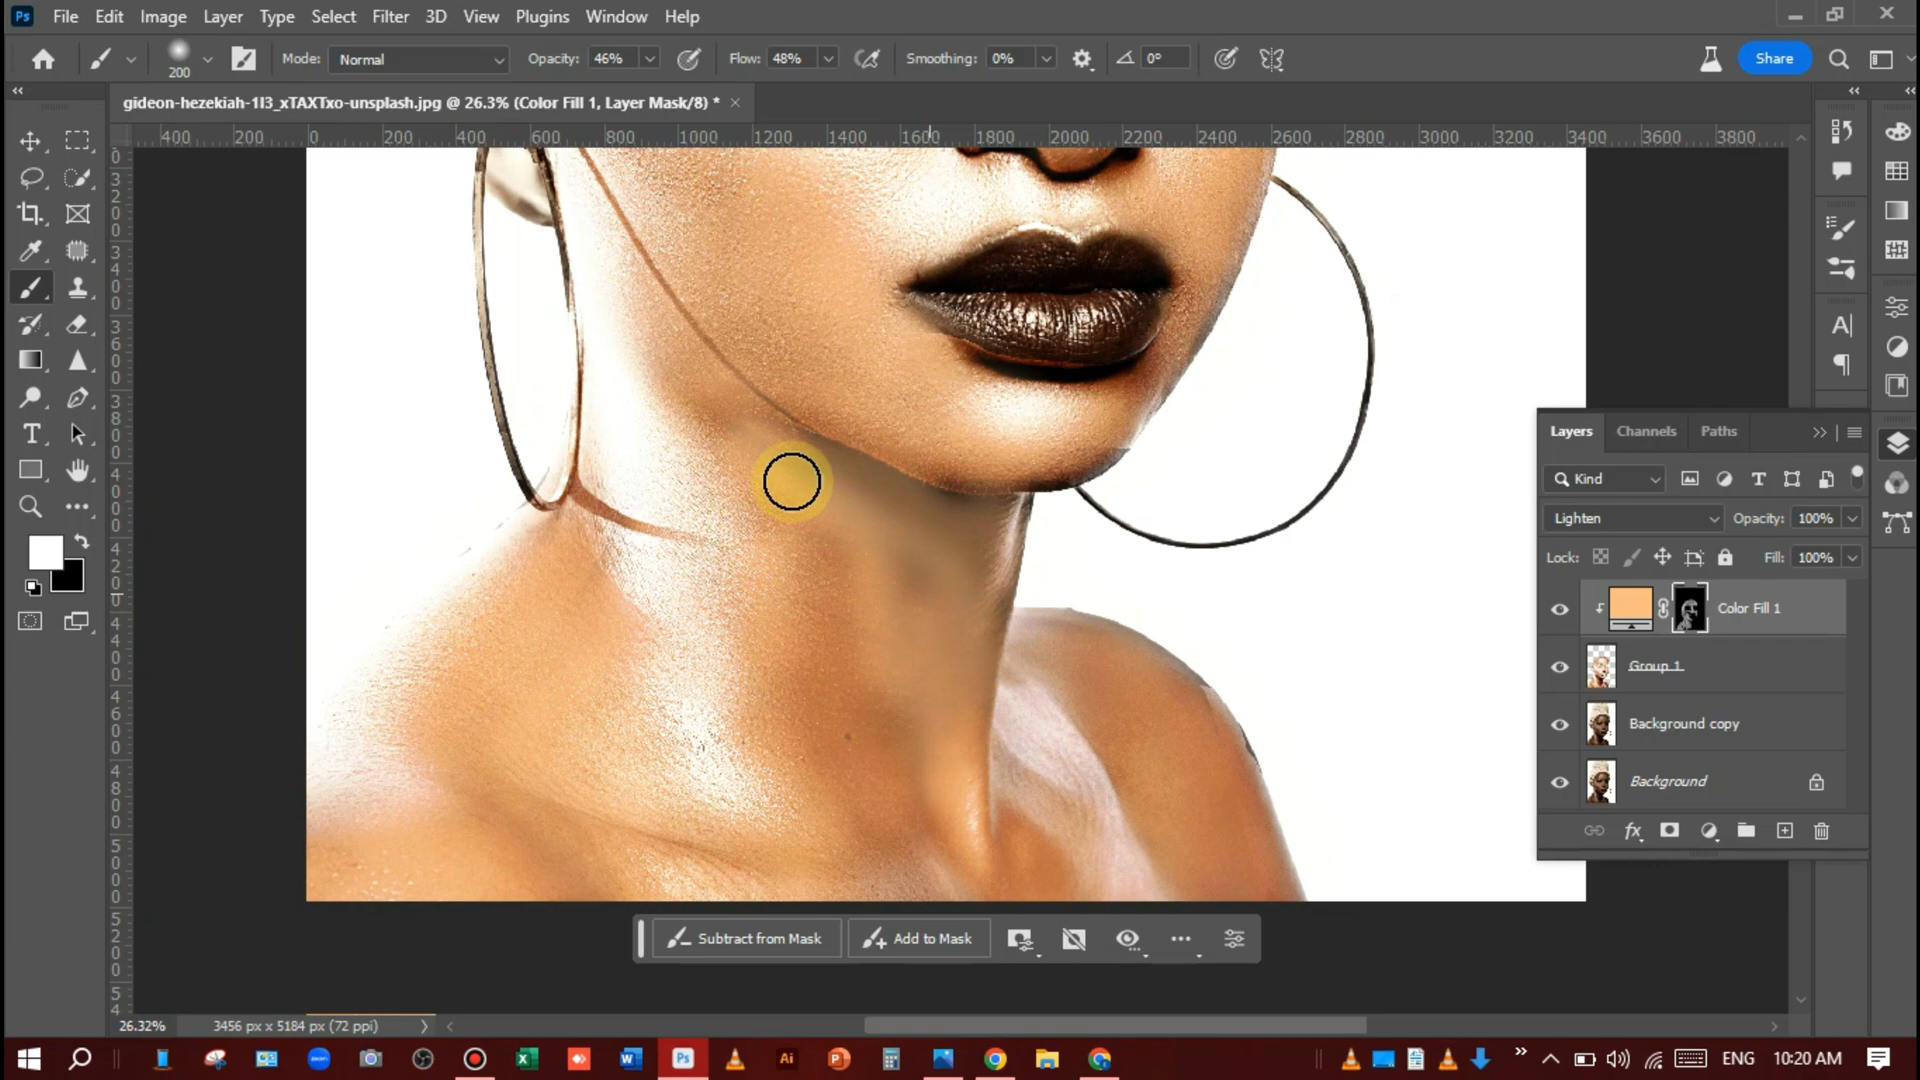 Ps File Edit Image Layer Type Select Filter 3D View Plugins Window Help
200 Mode: Normal Opacity: 46% Flow: 48% Smoothing: 0% 0° Share
gideon-hezekiah-1I3_xTAXTxo-unsplash.jpg @ 26.3% (Color Fill 1, Layer Mask/8) *
400 200 0 200 400 600 800 1000 1200 1400 1600 1800 2000 2200 2400 2600 2800 3000 3200 3400 3600 3800
Layers Channels Paths
Kind
Lighten Opacity: 100%
Lock: Fill: 100%
Color Fill 1
Group 1
Background copy
Background
fx
Subtract from Mask Add to Mask
26.32% 3456 px x 5184 px (72 ppi)
Ps Ai ENG 10:20 AM